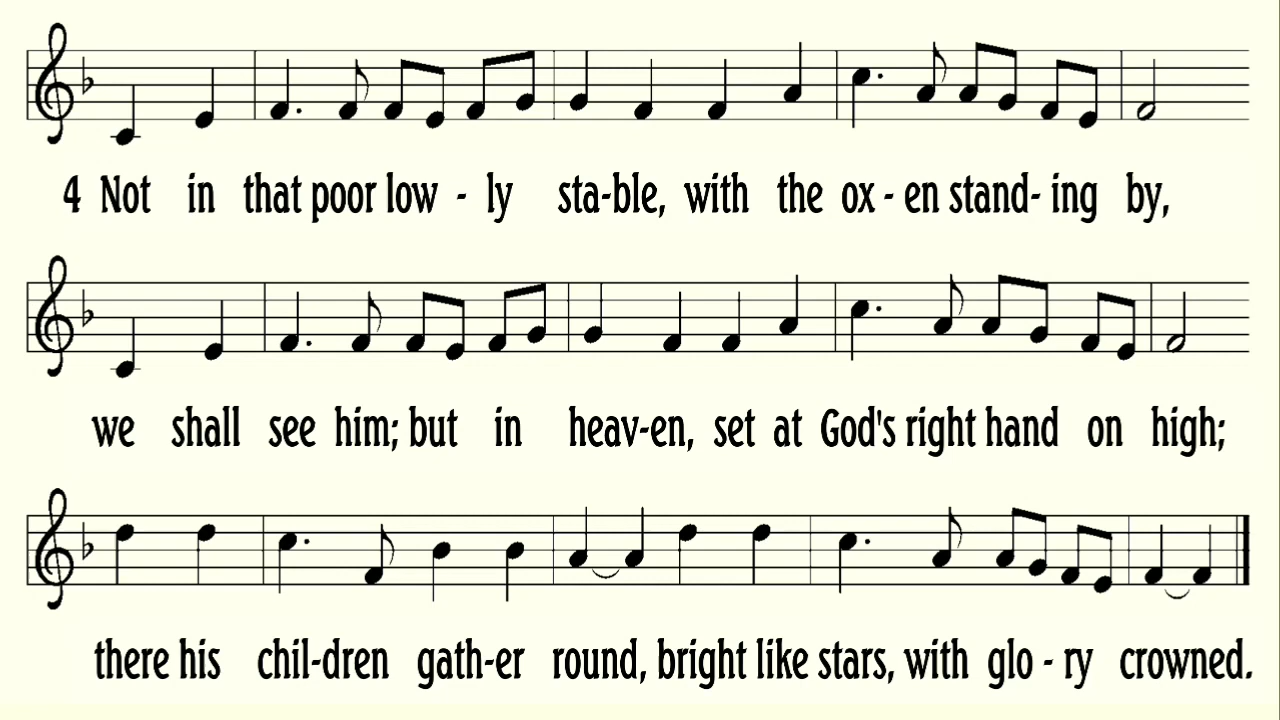 4 Not in that poor low - ly sta-ble, with the ox - en stand- ing by,
we shall see him; but in heav-en, set at God's right hand on high;
there his chil-dren gath-er round, bright like stars, with glo - ry crowned.